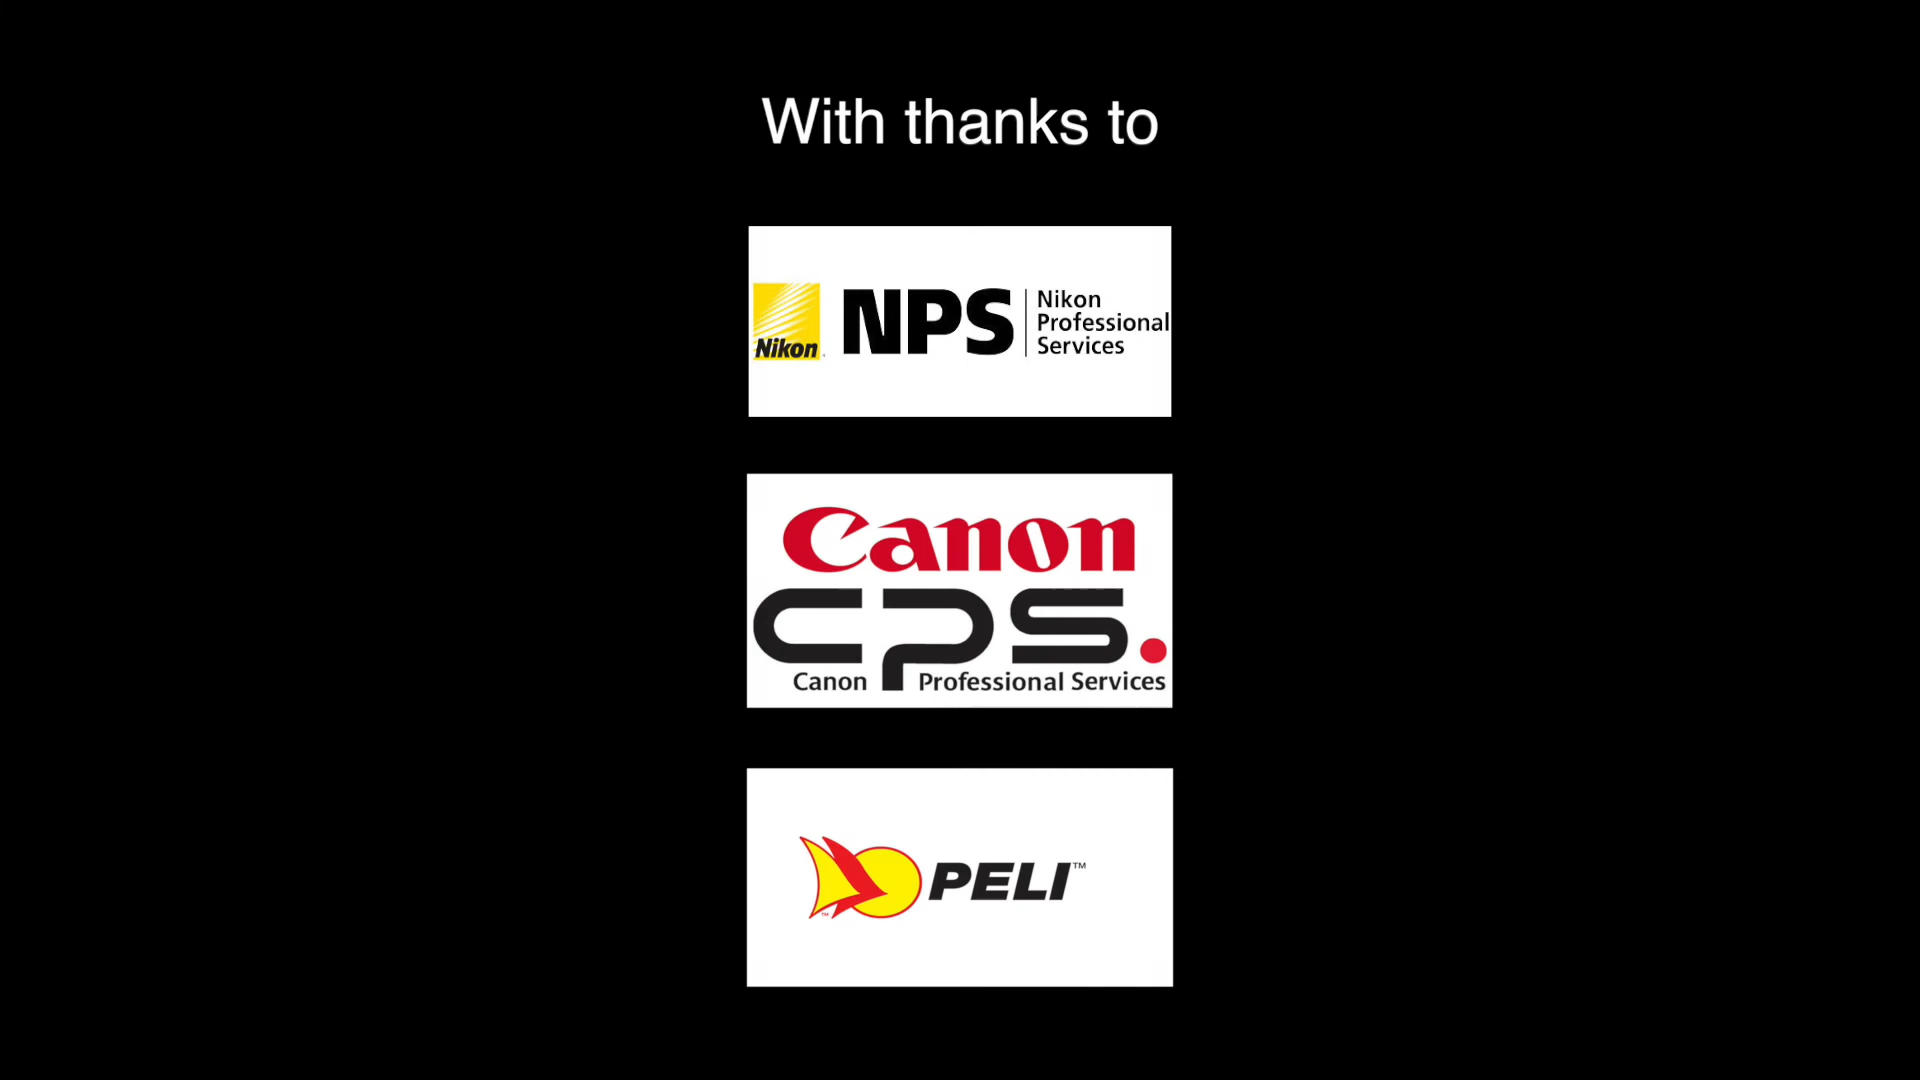 With thanks to
Nikon
NPS
Nikon
Professional
Services
Canon
CPS.
Canon Professional Services
PELI™